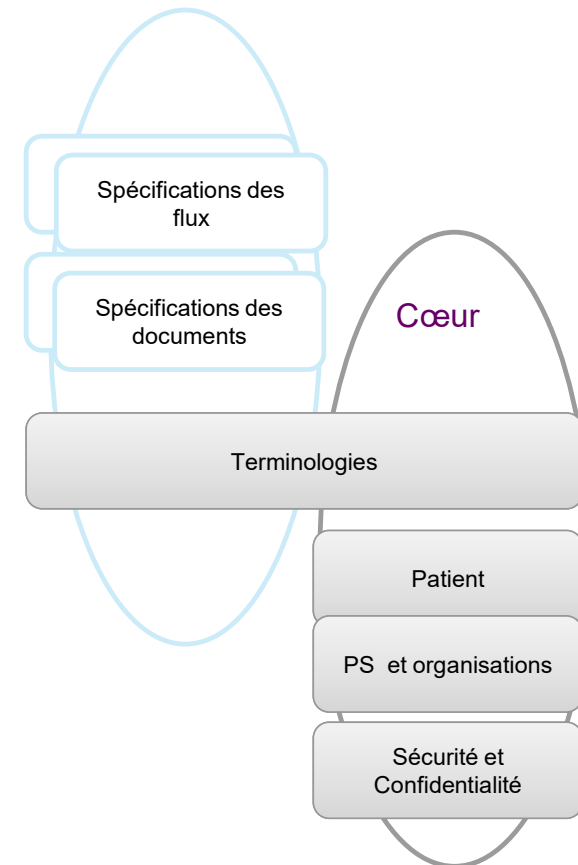 Spécifications des
flux
Spécifications des
documents
Cœur
Terminologies
Patient
PS et organisations
Sécurité et
Confidentialité